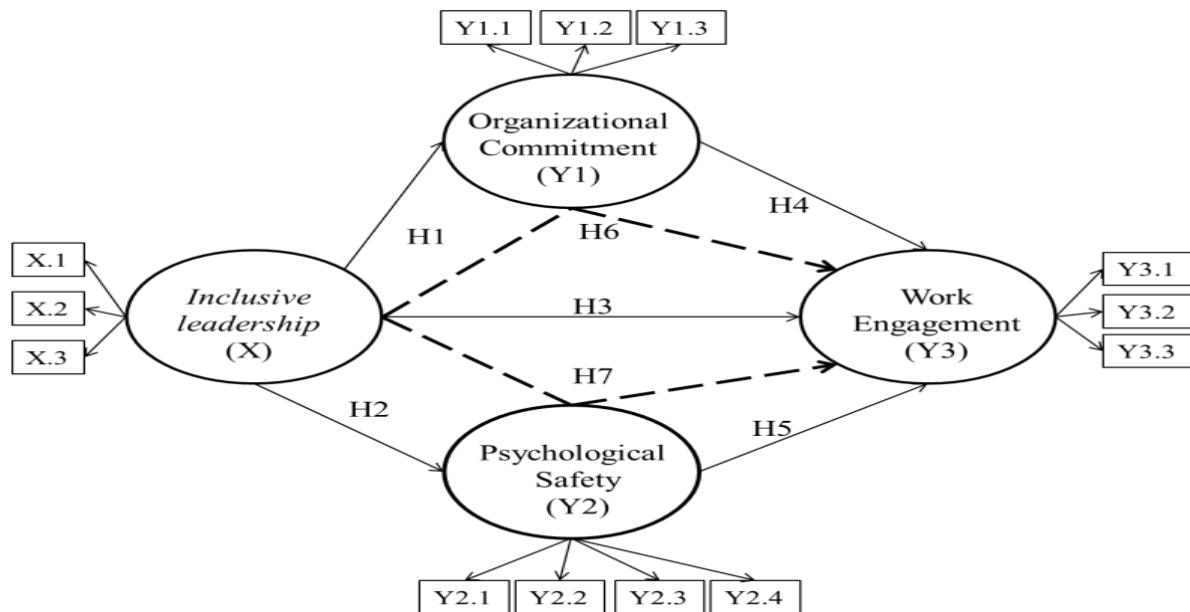 Y1.1 Y1.2 Y1.3
Organizational
Commitment
(Y1)
H4
H1
H6
X.1
X.2
X.3
Inclusive
leadership
(X)
H3
Work
Engagement
(Y3)
Y3.1
Y3.2
Y3.3
H7
H2
H5
Psychological
Safety
(Y2)
Y2.1 Y2.2 Y2.3 Y2.4